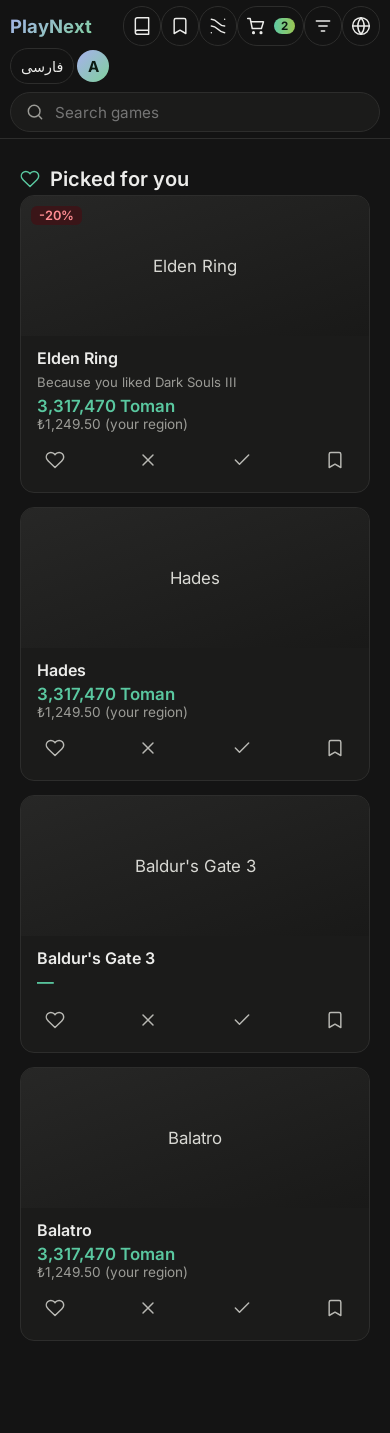 PlayNext
2
فارسی
A
Search games
Picked for you
-20%
Elden Ring
Elden Ring
Because you liked Dark Souls III
3,317,470 Toman
₺1,249.50 (your region)
Hades
Hades
3,317,470 Toman
₺1,249.50 (your region)
Baldur's Gate 3
Baldur's Gate 3
—
Balatro
Balatro
3,317,470 Toman
₺1,249.50 (your region)